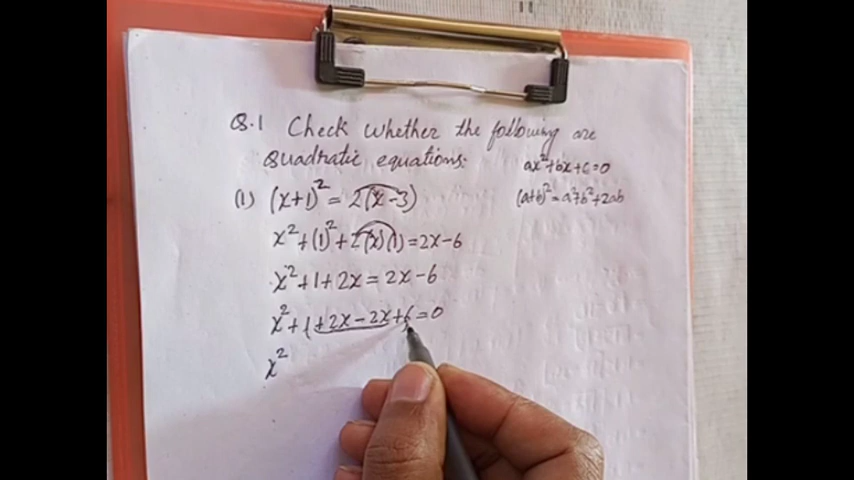 Q.1 Check whether the following are
quadratic equations.
ax²+bx+c=0
(1) (x+1)² = 2(x-3)
(a+b)²=a²+b²+2ab
x²+(1)²+2(x)(1)=2x-6
x²+1+2x=2x-6
x²+1+2x-2x+6=0
x²